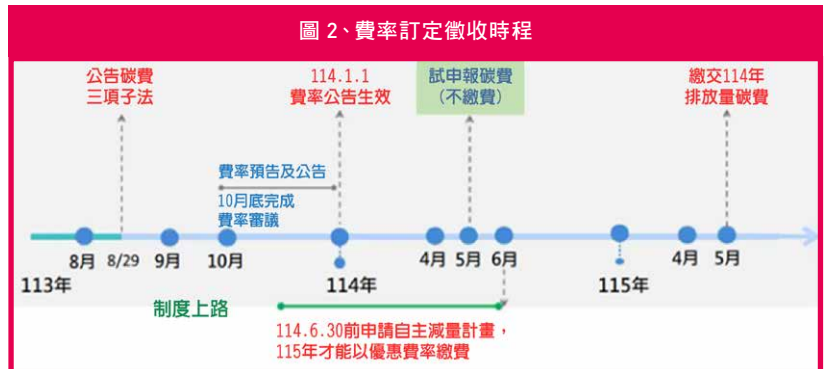 圖 2、費率訂定徵收時程
公告碳費
三項子法
114.1.1
費率公告生效
試申報碳費
(不繳費)
繳交114年
排放量碳費
費率預告及公告
10月底完成
費率審議
8月 8/29 9月 10月 4月 5月 6月 4月 5月
113年 114年 115年
制度上路
114.6.30前申請自主減量計畫，
115年才能以優惠費率繳費